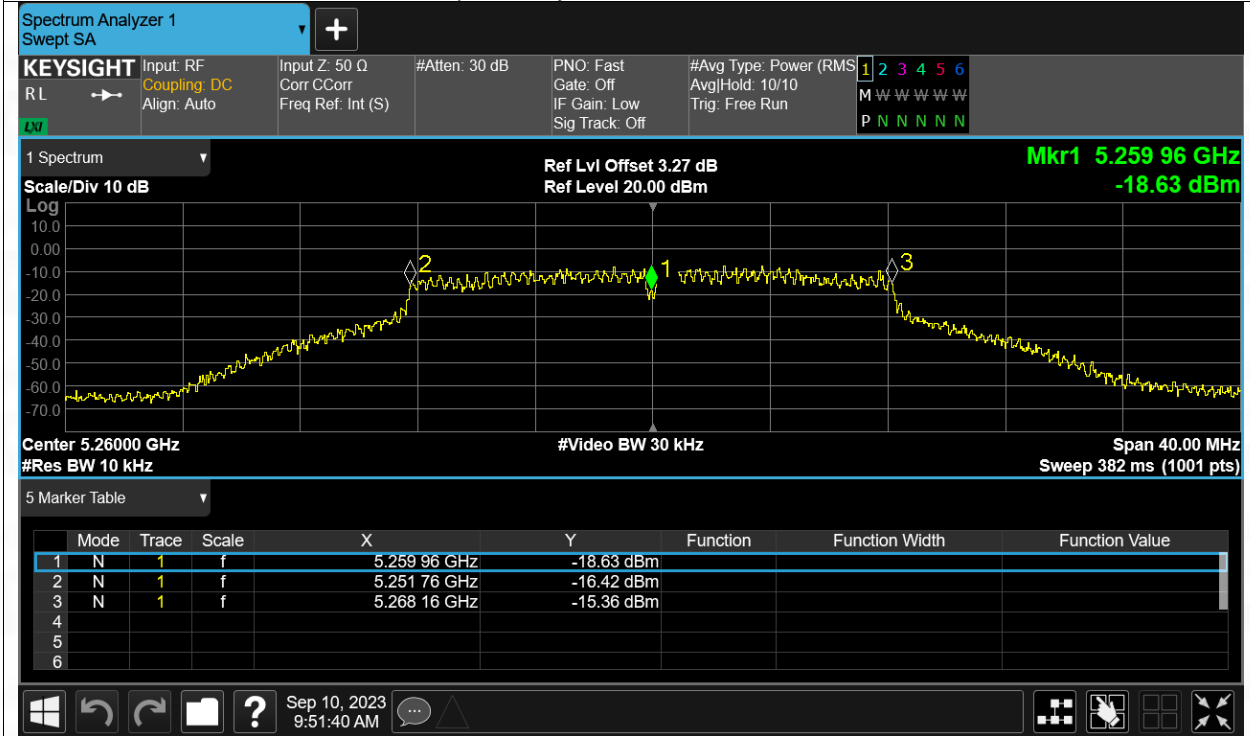 Spectrum Analyzer 1
Swept SA
+
KEYSIGHT
R L
LXI
Input: RF
Coupling: DC
Align: Auto
Input Z: 50 Ω
Corr CCorr
Freq Ref: Int (S)
#Atten: 30 dB
PNO: Fast
Gate: Off
IF Gain: Low
Sig Track: Off
#Avg Type: Power (RMS
Avg|Hold: 10/10
Trig: Free Run
1 2 3 4 5 6
M W W W W W
P N N N N N
1 Spectrum
Scale/Div 10 dB
Ref Lvl Offset 3.27 dB
Ref Level 20.00 dBm
Mkr1 5.259 96 GHz
-18.63 dBm
Log
10.0
0.00
-10.0
-20.0
-30.0
-40.0
-50.0
-60.0
-70.0
2
1
3
Center 5.26000 GHz
#Video BW 30 kHz
Span 40.00 MHz
#Res BW 10 kHz
Sweep 382 ms (1001 pts)
5 Marker Table
Mode Trace Scale X Y Function Function Width Function Value
1 N 1 f 5.259 96 GHz -18.63 dBm
2 N 1 f 5.251 76 GHz -16.42 dBm
3 N 1 f 5.268 16 GHz -15.36 dBm
4
5
6
?
Sep 10, 2023
9:51:40 AM